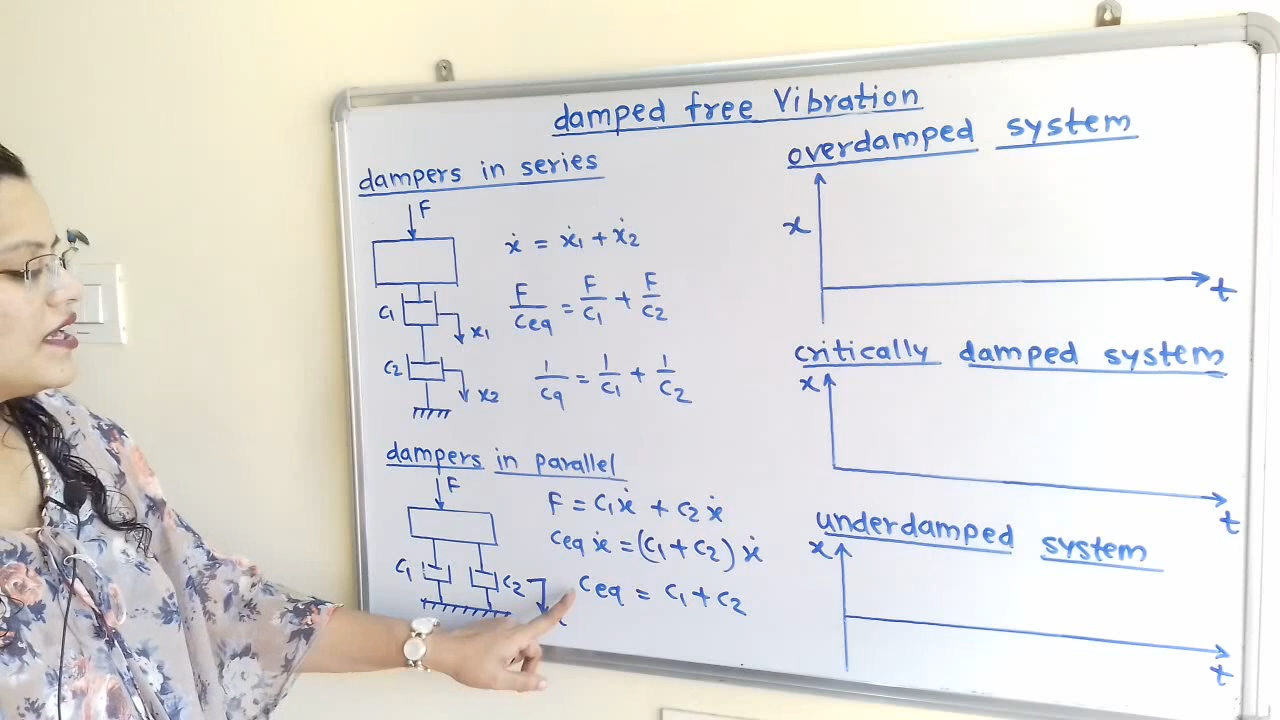 damped free Vibration
dampers in series
F
ẋ = ẋ1 + ẋ2
F/Ceq = F/C1 + F/C2
C1
x1
1/Cq = 1/C1 + 1/C2
C2
x2
dampers in parallel
F
F = C1ẋ + C2ẋ
Ceq ẋ = (C1 + C2) ẋ
C1
C2
Ceq = C1 + C2
overdamped system
x
t
critically damped system
x
t
underdamped system
x
t